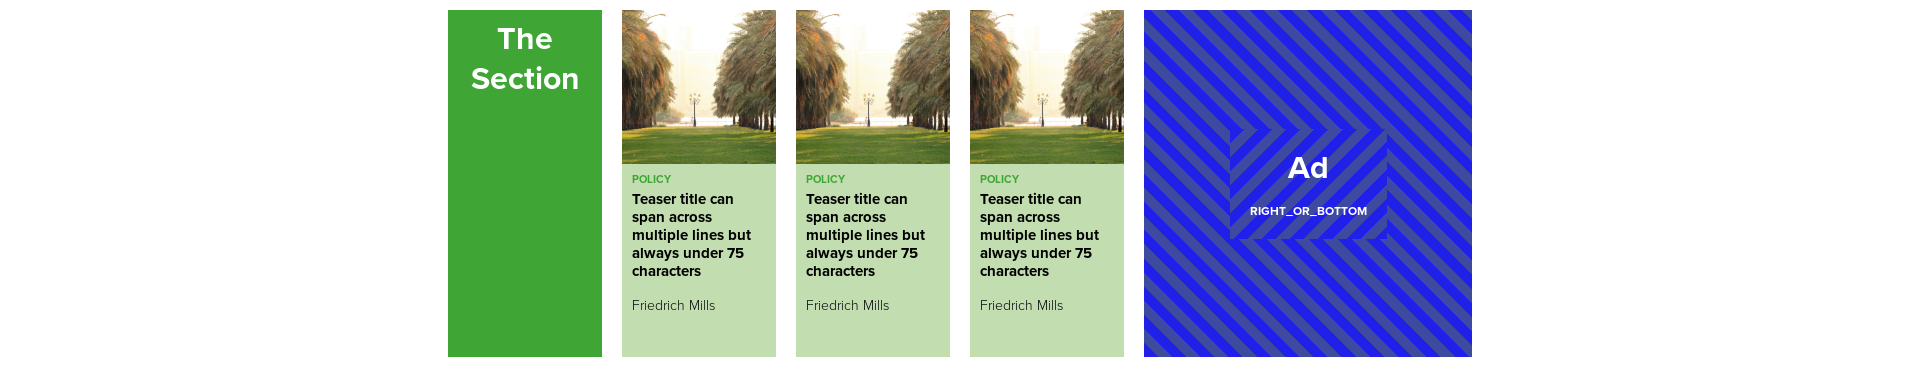 The
Section
POLICY
Teaser title can
span across
multiple lines but
always under 75
characters
Friedrich Mills
POLICY
Teaser title can
span across
multiple lines but
always under 75
characters
Friedrich Mills
POLICY
Teaser title can
span across
multiple lines but
always under 75
characters
Friedrich Mills
Ad
RIGHT_OR_BOTTOM